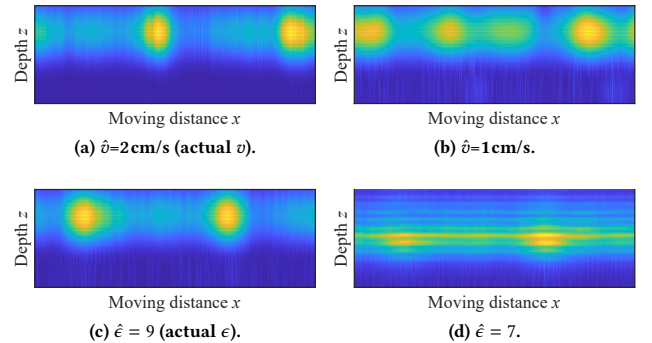 Depth z
Depth z
Moving distance x
Moving distance x
(a) v̂=2cm/s (actual v).
(b) v̂=1cm/s.
Depth z
Depth z
Moving distance x
Moving distance x
(c) ϵ̂ = 9 (actual ϵ).
(d) ϵ̂ = 7.